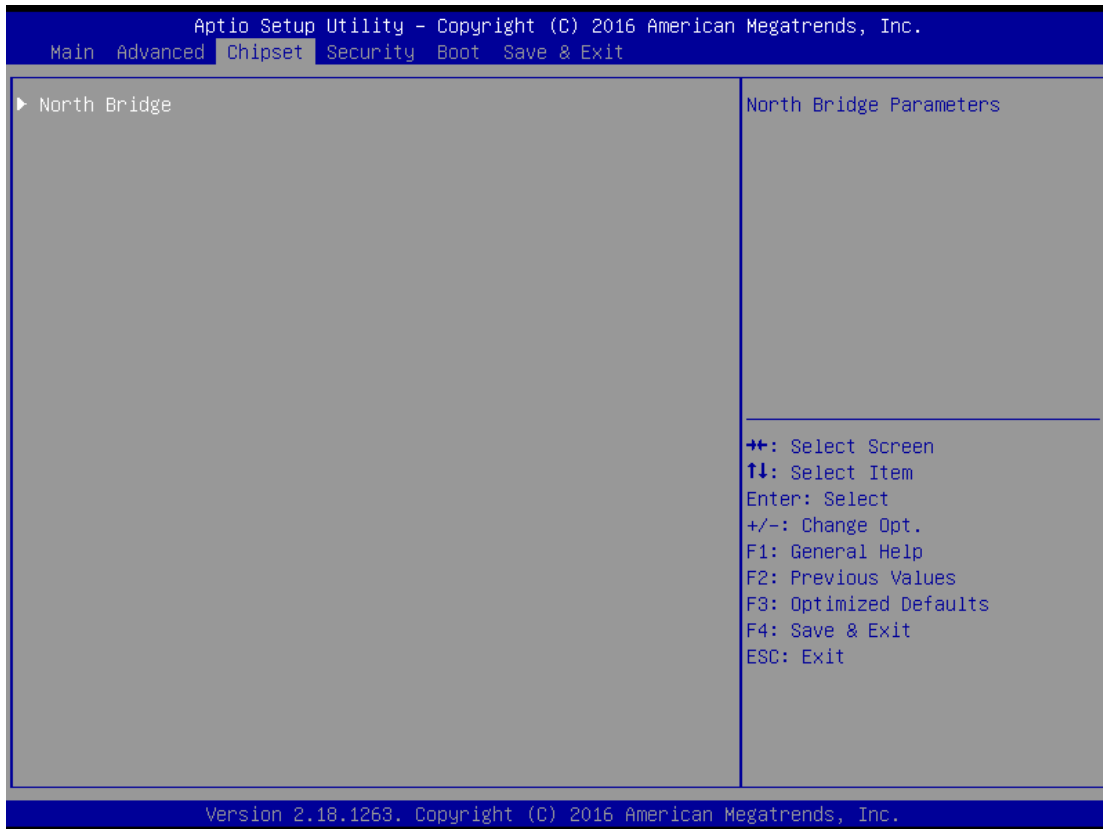 Aptio Setup Utility – Copyright (C) 2016 American Megatrends, Inc.
Main Advanced Chipset Security Boot Save & Exit
▶ North Bridge
North Bridge Parameters
→←: Select Screen
↑↓: Select Item
Enter: Select
+/-: Change Opt.
F1: General Help
F2: Previous Values
F3: Optimized Defaults
F4: Save & Exit
ESC: Exit
Version 2.18.1263. Copyright (C) 2016 American Megatrends, Inc.